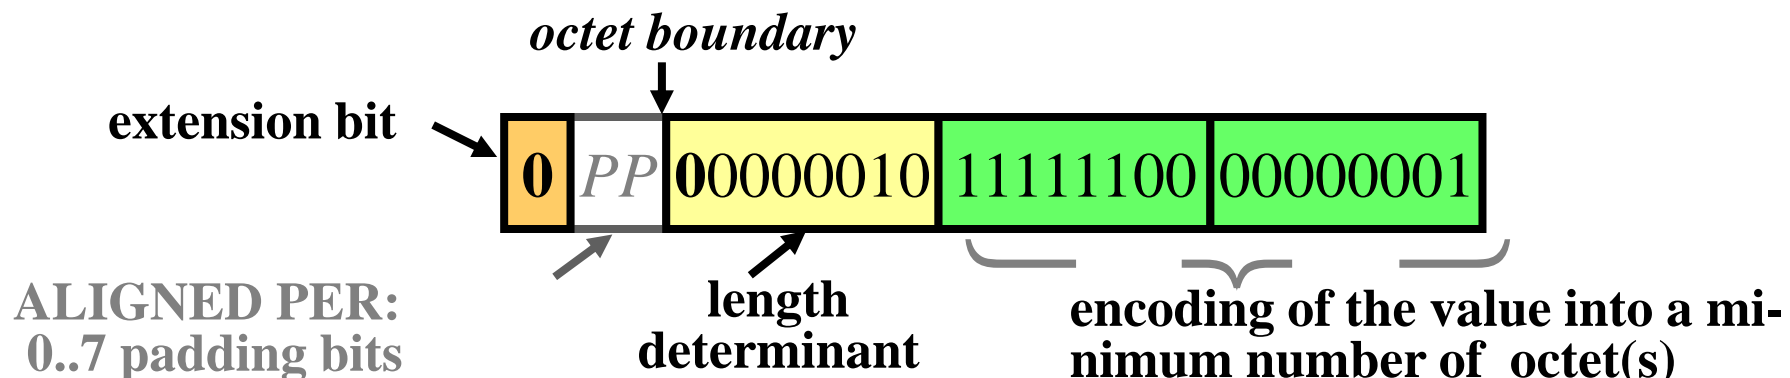 octet boundary
extension bit
0 PP 00000010 11111100 00000001
ALIGNED PER:
0..7 padding bits
length
determinant
encoding of the value into a mi-
nimum number of octet(s)